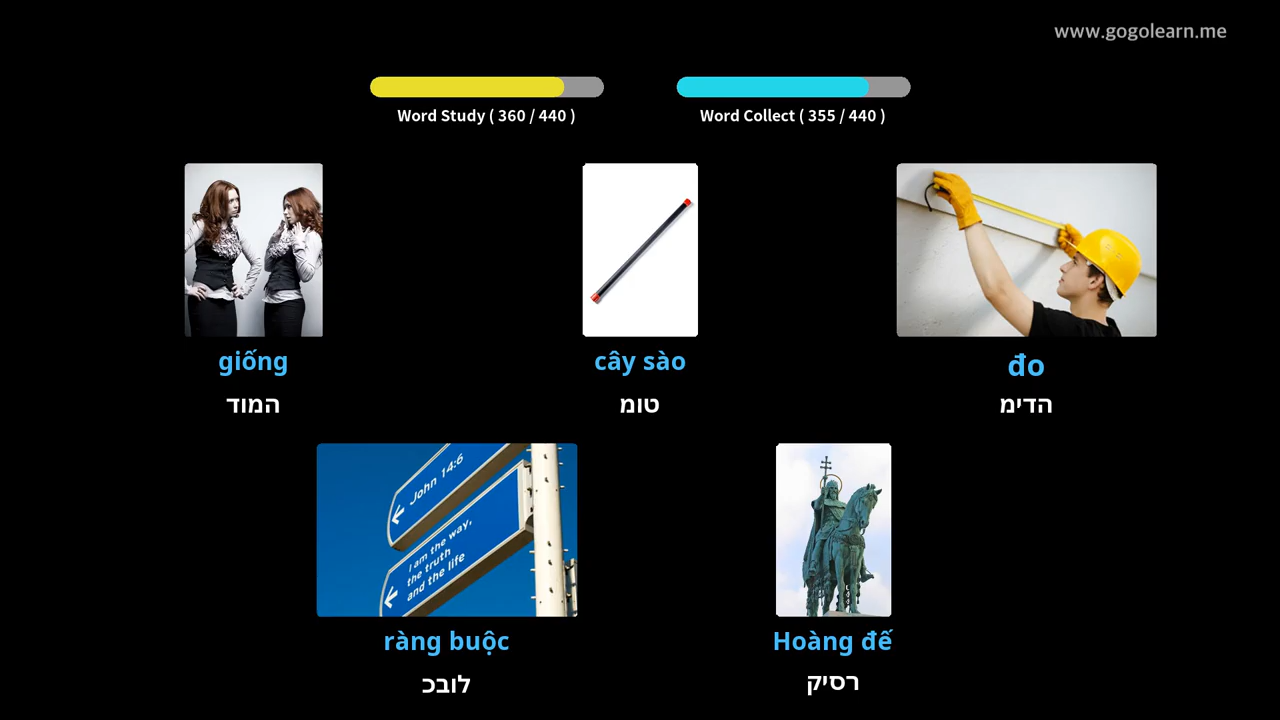 www.gogolearn.me
Word Study ( 360 / 440 )
Word Collect ( 355 / 440 )
giống
המוד
cây sào
טומ
đo
הדימ
John 14:6
I am the way,
the truth
and the life
ràng buộc
לובכ
Hoàng đế
רסיק